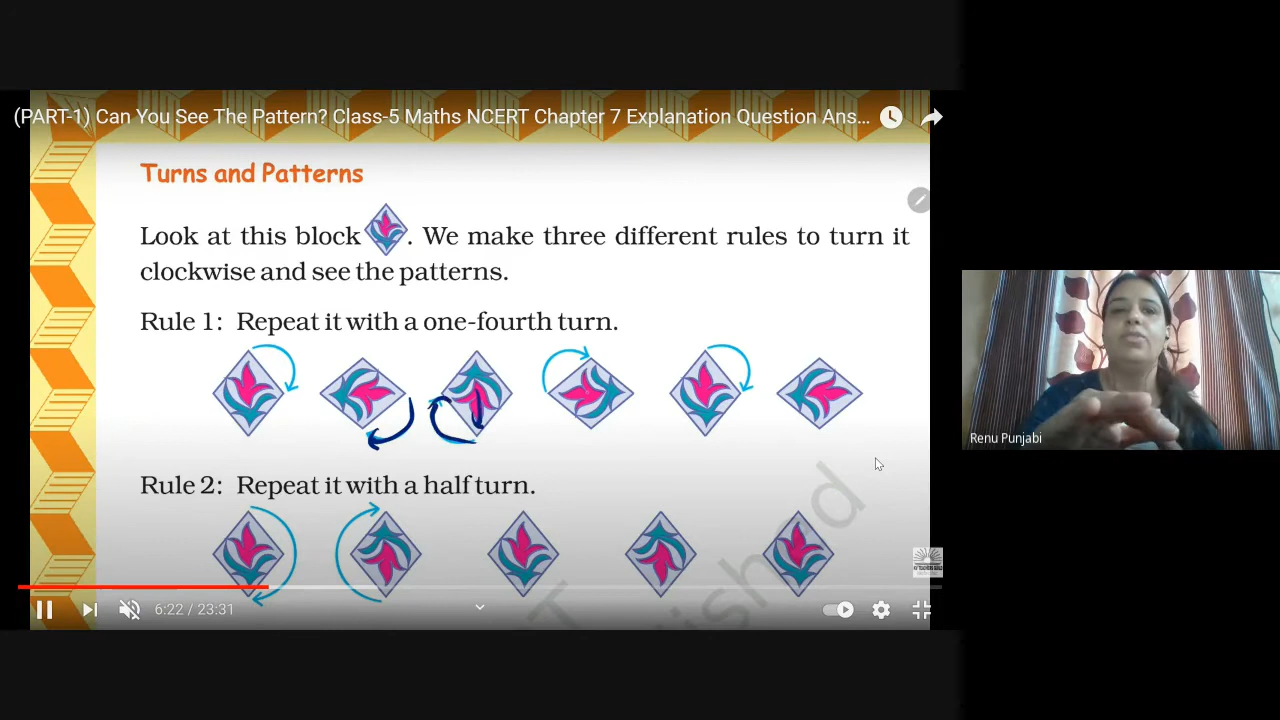 (PART-1) Can You See The Pattern? Class-5 Maths NCERT Chapter 7 Explanation Question Ans...
Turns and Patterns
Look at this block . We make three different rules to turn it
clockwise and see the patterns.
Rule 1: Repeat it with a one-fourth turn.
Renu Punjabi
Rule 2: Repeat it with a half turn.
6:22 / 23:31